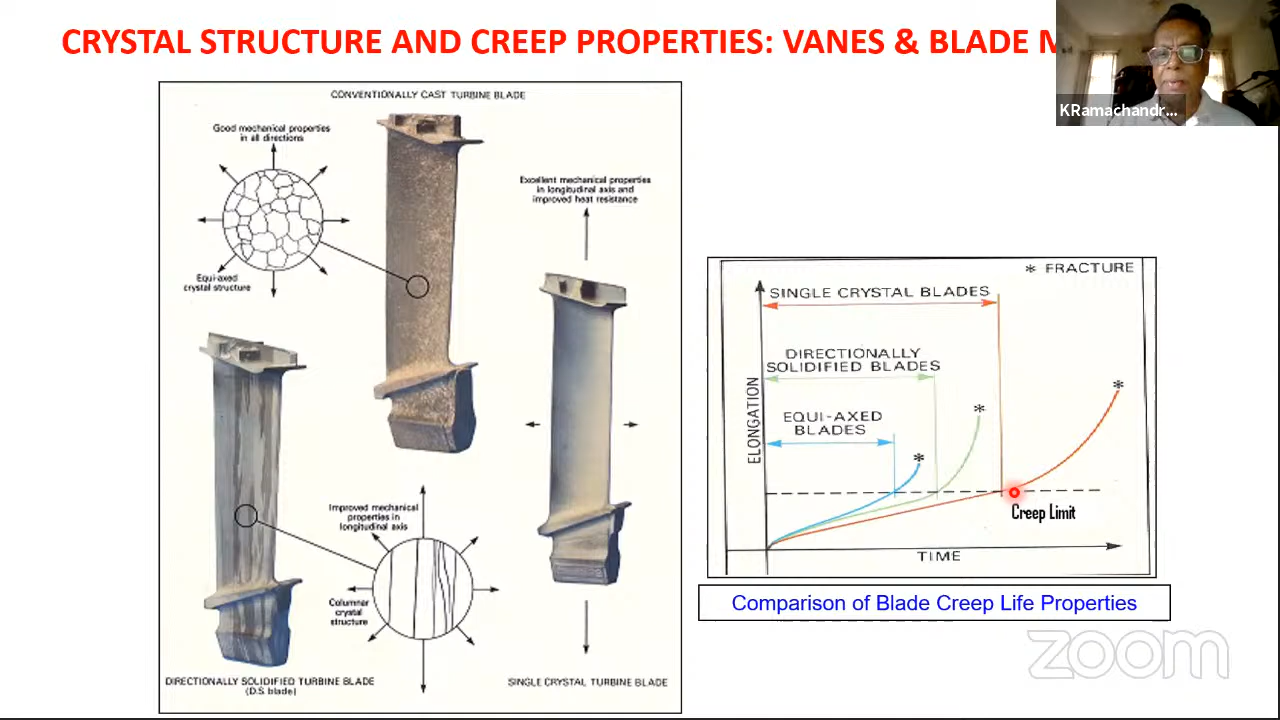 CRYSTAL STRUCTURE AND CREEP PROPERTIES: VANES & BLADE
KRamachandr...
CONVENTIONALLY CAST TURBINE BLADE
Good mechanical properties
in all directions
Equi-axed
crystal structure
Excellent mechanical properties
in longitudinal axis and
improved heat resistance
Improved mechanical
properties in
longitudinal axis
Columnar
crystal
structure
DIRECTIONALLY SOLIDIFIED TURBINE BLADE
(D.S blade)
SINGLE CRYSTAL TURBINE BLADE
* FRACTURE
SINGLE CRYSTAL BLADES
DIRECTIONALLY
SOLIDIFIED BLADES
EQUI-AXED
BLADES
ELONGATION
Creep Limit
TIME
Comparison of Blade Creep Life Properties
zoom